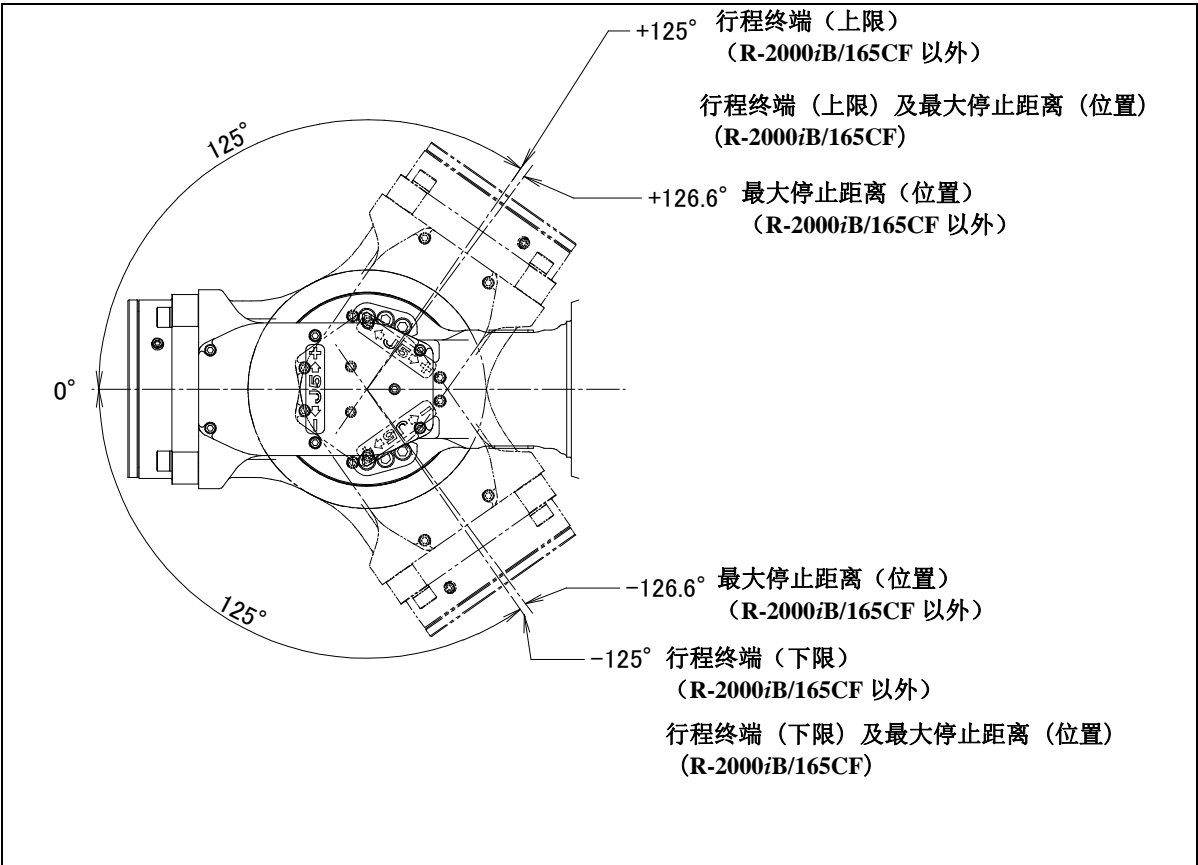 +125° 行程终端（上限）
（R-2000iB/165CF 以外）
行程终端 (上限) 及最大停止距离 (位置)
(R-2000iB/165CF)
125°
+126.6° 最大停止距离（位置）
（R-2000iB/165CF 以外）
+⇦J5⇨−
+⇦J5⇨−
0°
+⇦J5⇨−
−126.6° 最大停止距离（位置）
（R-2000iB/165CF 以外）
125°
−125° 行程终端（下限）
（R-2000iB/165CF 以外）
行程终端 (下限) 及最大停止距离 (位置)
(R-2000iB/165CF)